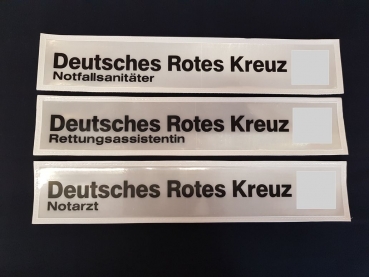 Deutsches Rotes Kreuz
Notfallsanitäter
Deutsches Rotes Kreuz
Rettungsassistentin
Deutsches Rotes Kreuz
Notarzt